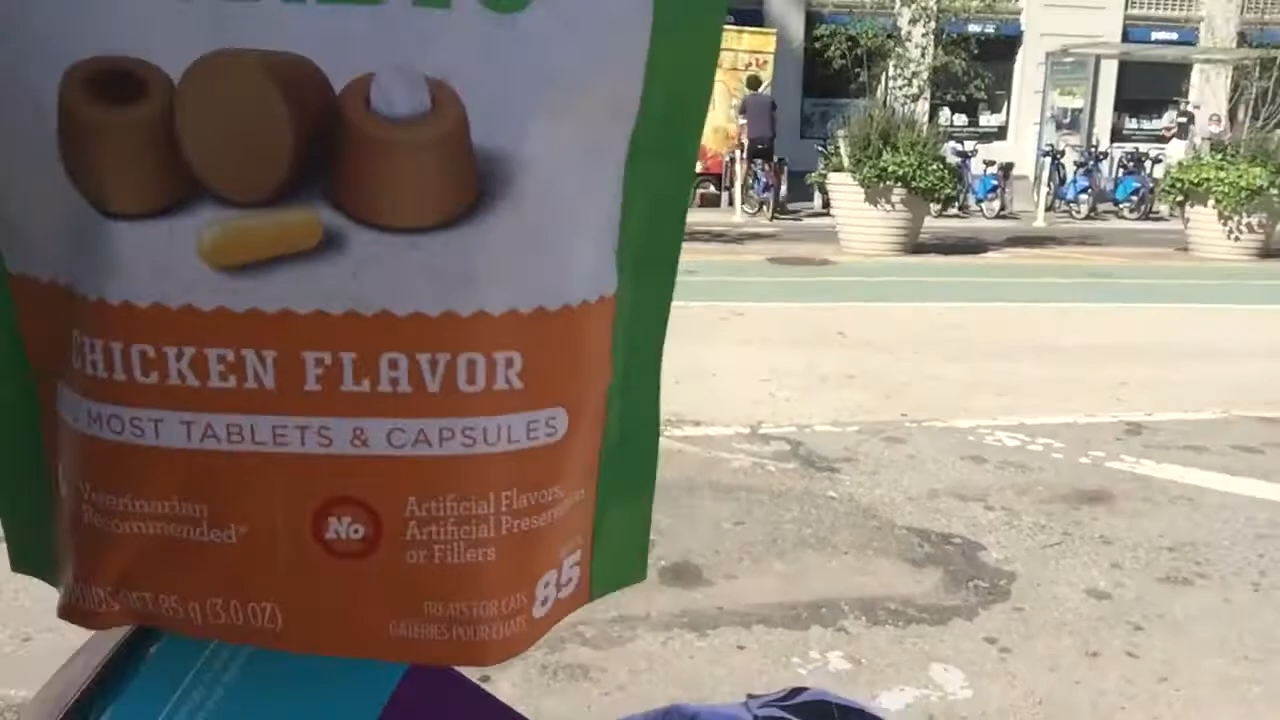 CHICKEN FLAVOR
MOST TABLETS & CAPSULES
Veterinarian
Recommended*
No
Artificial Flavors,
Artificial
or Fillers
85
NET 85 g (3.0 OZ)
TREATS FOR CATS
GATERIES POUR CHATS
petco